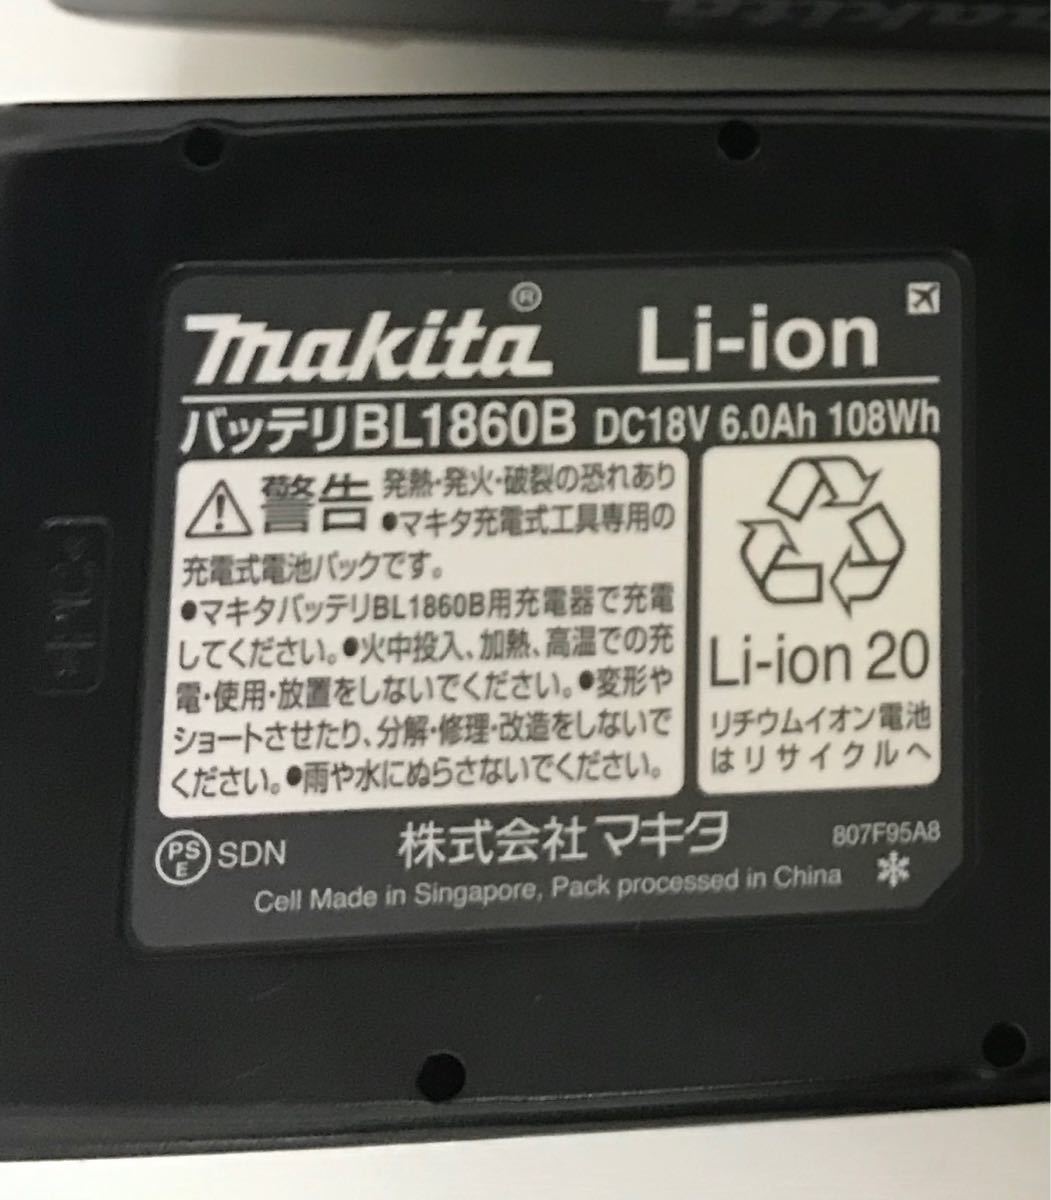 makita
makita® Li-ion
バッテリBL1860B DC18V 6.0Ah 108Wh
警告 発熱・発火・破裂の恐れあり
●マキタ充電式工具専用の
充電式電池パックです。
●マキタバッテリBL1860B用充電器で充電
してください。●火中投入、加熱、高温での充
電・使用・放置をしないでください。●変形や
ショートさせたり、分解・修理・改造をしないで
ください。●雨や水にぬらさないでください。
Li-ion 20
リチウムイオン電池
はリサイクルへ
PSE SDN 株式会社マキタ 807F95A8
Cell Made in Singapore, Pack processed in China